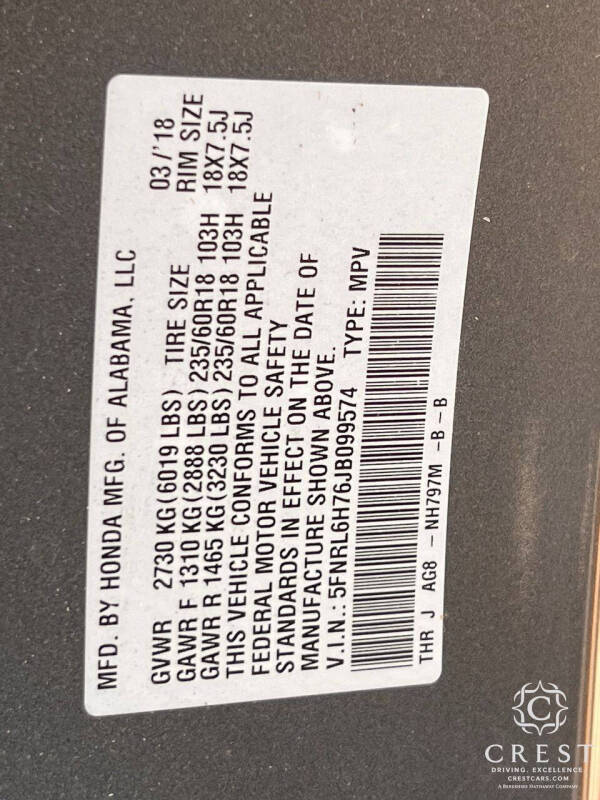 MFD. BY HONDA MFG. OF ALABAMA, LLC 03/'18
GVWR 2730 KG(6019 LBS) TIRE SIZE RIM SIZE
GAWR F 1310 KG(2888 LBS) 235/60R18 103H 18X7.5J
GAWR R 1465 KG(3230 LBS) 235/60R18 103H 18X7.5J
THIS VEHICLE CONFORMS TO ALL APPLICABLE
FEDERAL MOTOR VEHICLE SAFETY
STANDARDS IN EFFECT ON THE DATE OF
MANUFACTURE SHOWN ABOVE.
V.I.N.: 5FNRL6H76JB099574 TYPE: MPV
THR J AG8 - NH797M -B -B
C
CREST
DRIVING. EXCELLENCE
CRESTCARS.COM
A BERKSHIRE HATHAWAY COMPANY